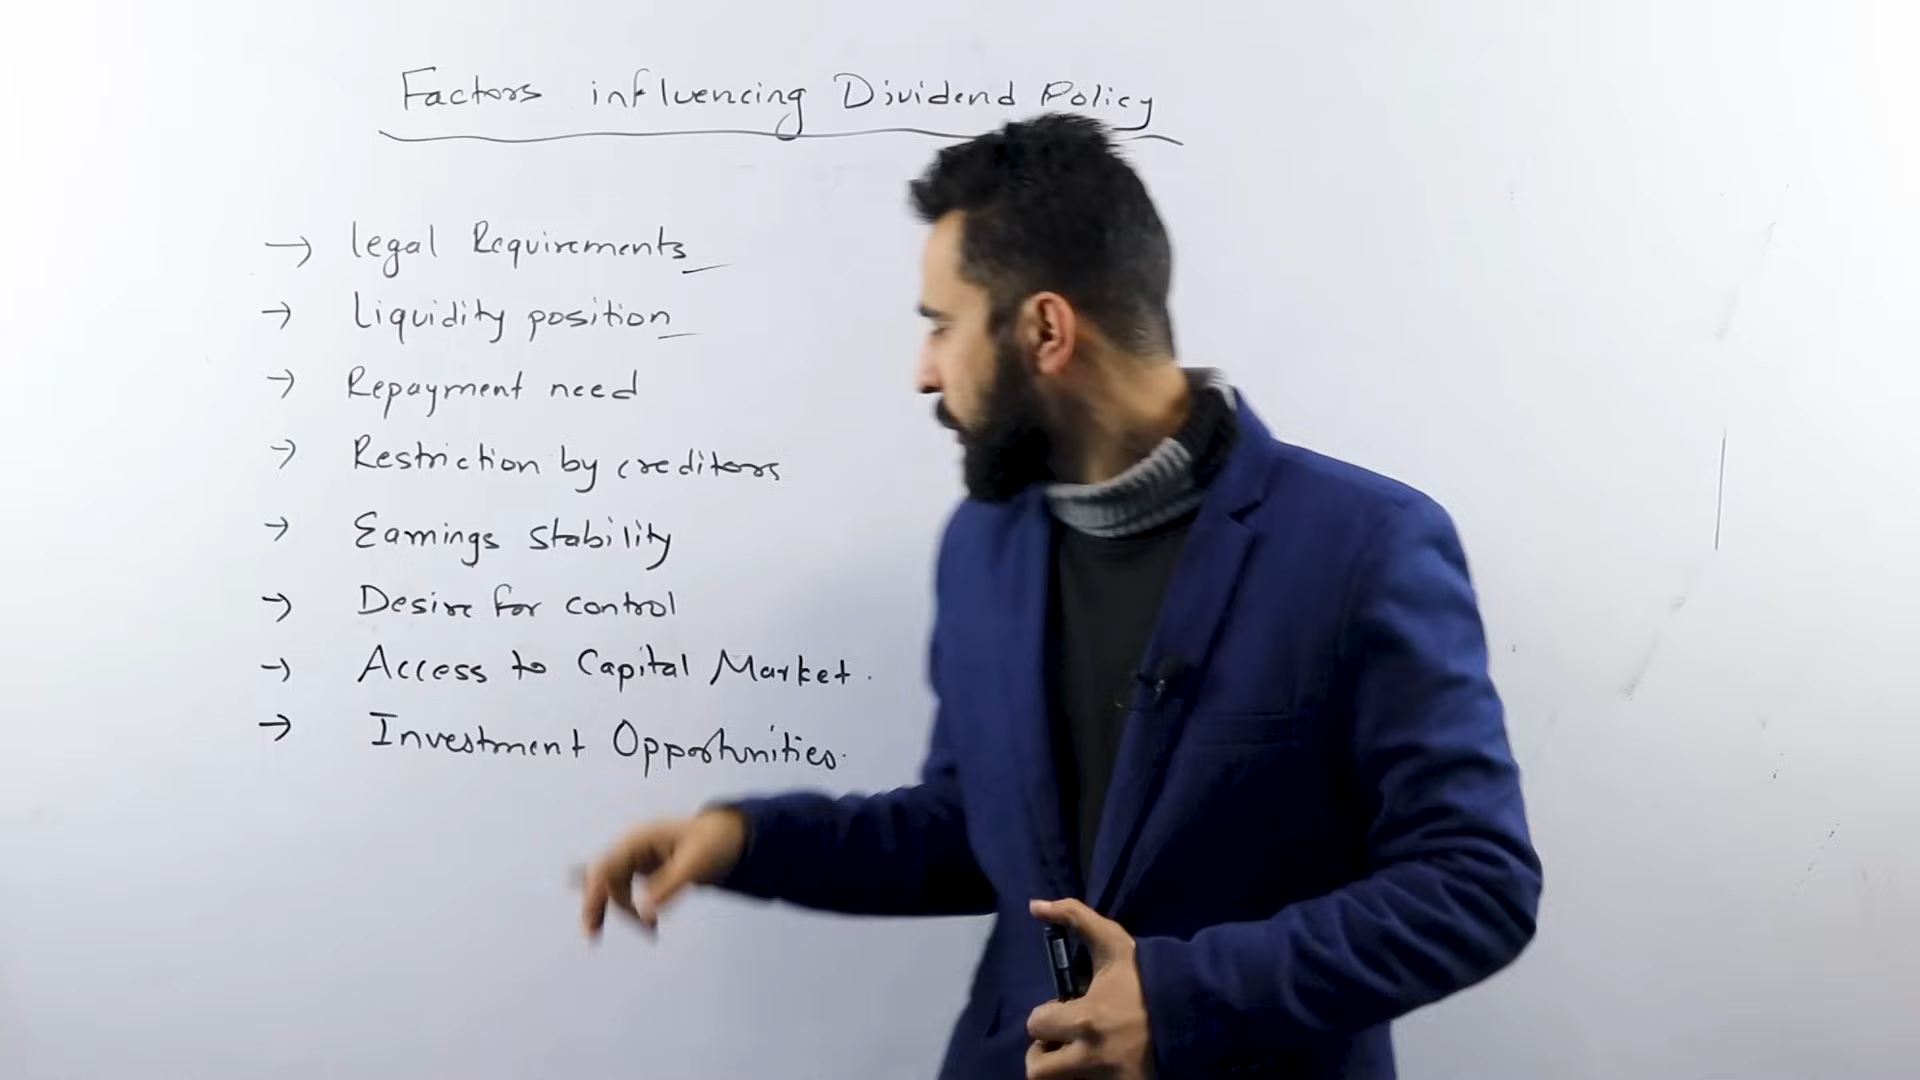 Factors influencing Dividend Policy
→ legal Requirements
→ Liquidity position
→ Repayment need
→ Restriction by creditors
→ Earnings stability
→ Desire for control
→ Access to Capital Market.
→ Investment Opportunities.